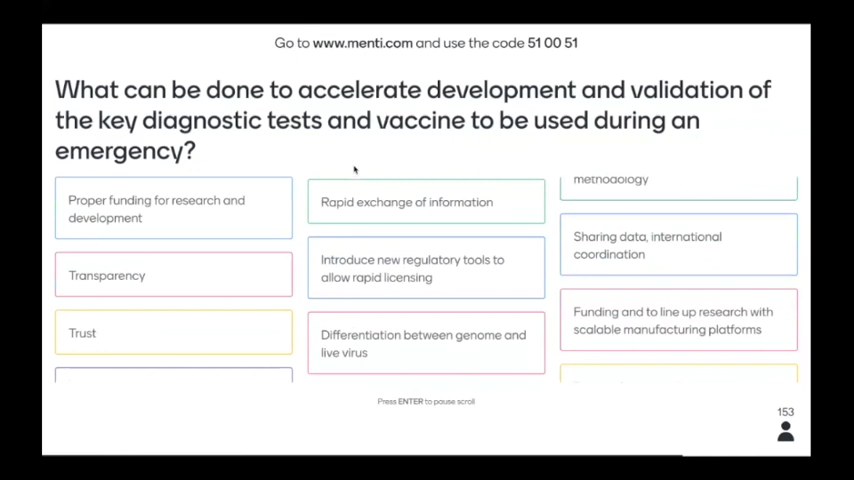 Go to www.menti.com and use the code 51 00 51
What can be done to accelerate development and validation of
the key diagnostic tests and vaccine to be used during an
emergency?
Proper funding for research and
development
Transparency
Trust
Rapid exchange of information
Introduce new regulatory tools to
allow rapid licensing
Differentiation between genome and
live virus
methodology
Sharing data, international
coordination
Funding and to line up research with
scalable manufacturing platforms
Press ENTER to pause scroll
153